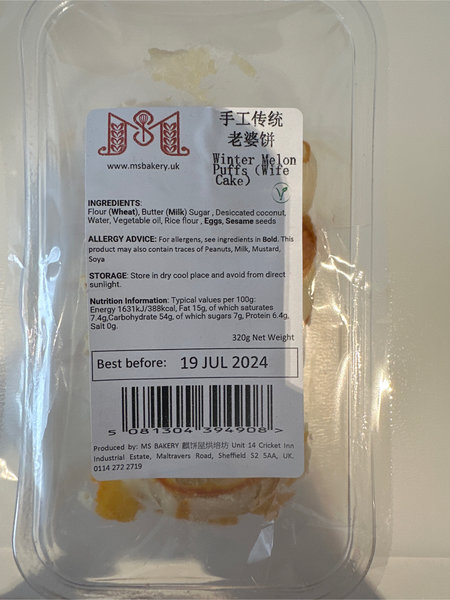 手工传统
老婆饼
Winter Melon
Puffs (Wife
Cake)
www.msbakery.uk
INGREDIENTS:
Flour (Wheat), Butter (Milk) Sugar , Desiccated coconut,
Water, Vegetable oil, Rice flour , Eggs, Sesame seeds
ALLERGY ADVICE: For allergens, see ingredients in Bold. This
product may also contain traces of Peanuts, Milk, Mustard,
Soya
STORAGE: Store in dry cool place and avoid from direct
sunlight.
Nutrition Information: Typical values per 100g:
Energy 1631kJ/388kcal, Fat 15g, of which saturates
7.4g,Carbohydrate 54g, of which sugars 7g, Protein 6.4g,
Salt 0g.
320g Net Weight
Best before: 19 JUL 2024
5 081304 394908 >
Produced by: MS BAKERY 麒饼囤烘培坊 Unit 14 Cricket Inn
Industrial Estate, Maltravers Road, Sheffield S2 5AA, UK.
0114 272 2719